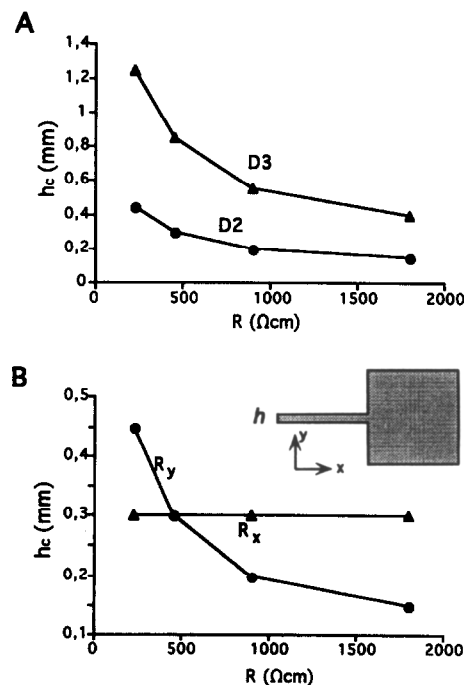 A
1,4
1,2
1
0,8
0,6
0,4
0,2
0
hc (mm)
D3
D2
0 500 1000 1500 2000
R (Ωcm)
B
0,5
0,4
0,3
0,2
0,1
hc (mm)
Ry
Rx
h
y
x
0 500 1000 1500 2000
R (Ωcm)